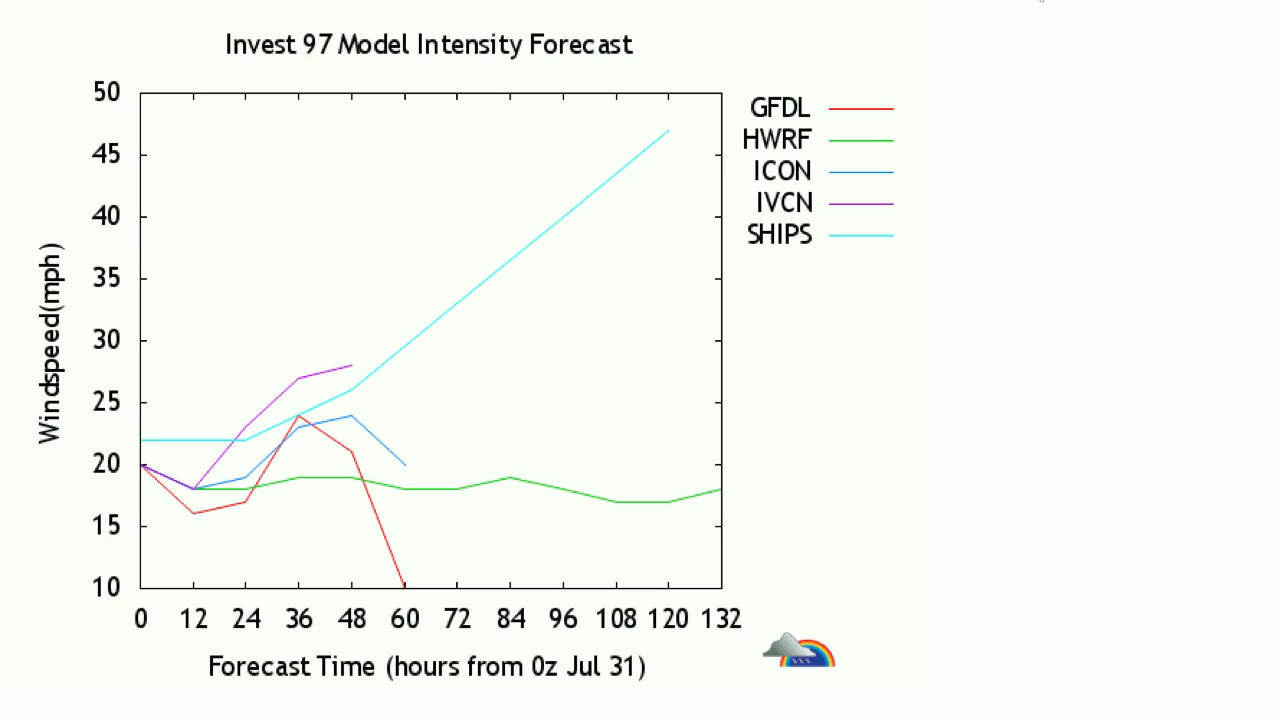 Invest 97 Model Intensity Forecast
50
45
40
35
30
25
20
15
10
Windspeed(mph)
0 12 24 36 48 60 72 84 96 108 120 132
Forecast Time (hours from 0z Jul 31)
GFDL
HWRF
ICON
IVCN
SHIPS